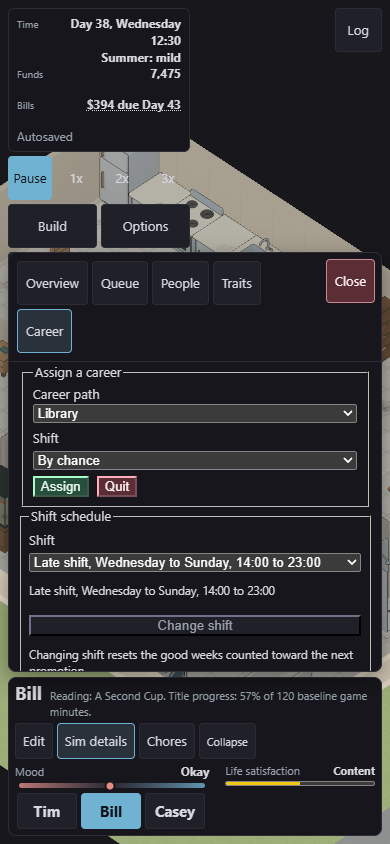 Time Day 38, Wednesday
12:30
Summer: mild
Funds 7,475
Bills $394 due Day 43
Autosaved
Log
Pause 1x 2x 3x
Build Options
Overview Queue People Traits Close
Career
Assign a career
Career path
Library
Shift
By chance
Assign Quit
Shift schedule
Shift
Late shift, Wednesday to Sunday, 14:00 to 23:00
Late shift, Wednesday to Sunday, 14:00 to 23:00
Change shift
Changing shift resets the good weeks counted toward the next
promotion
Bill Reading: A Second Cup. Title progress: 57% of 120 baseline game
minutes.
Edit Sim details Chores Collapse
Mood Okay Life satisfaction Content
Tim Bill Casey